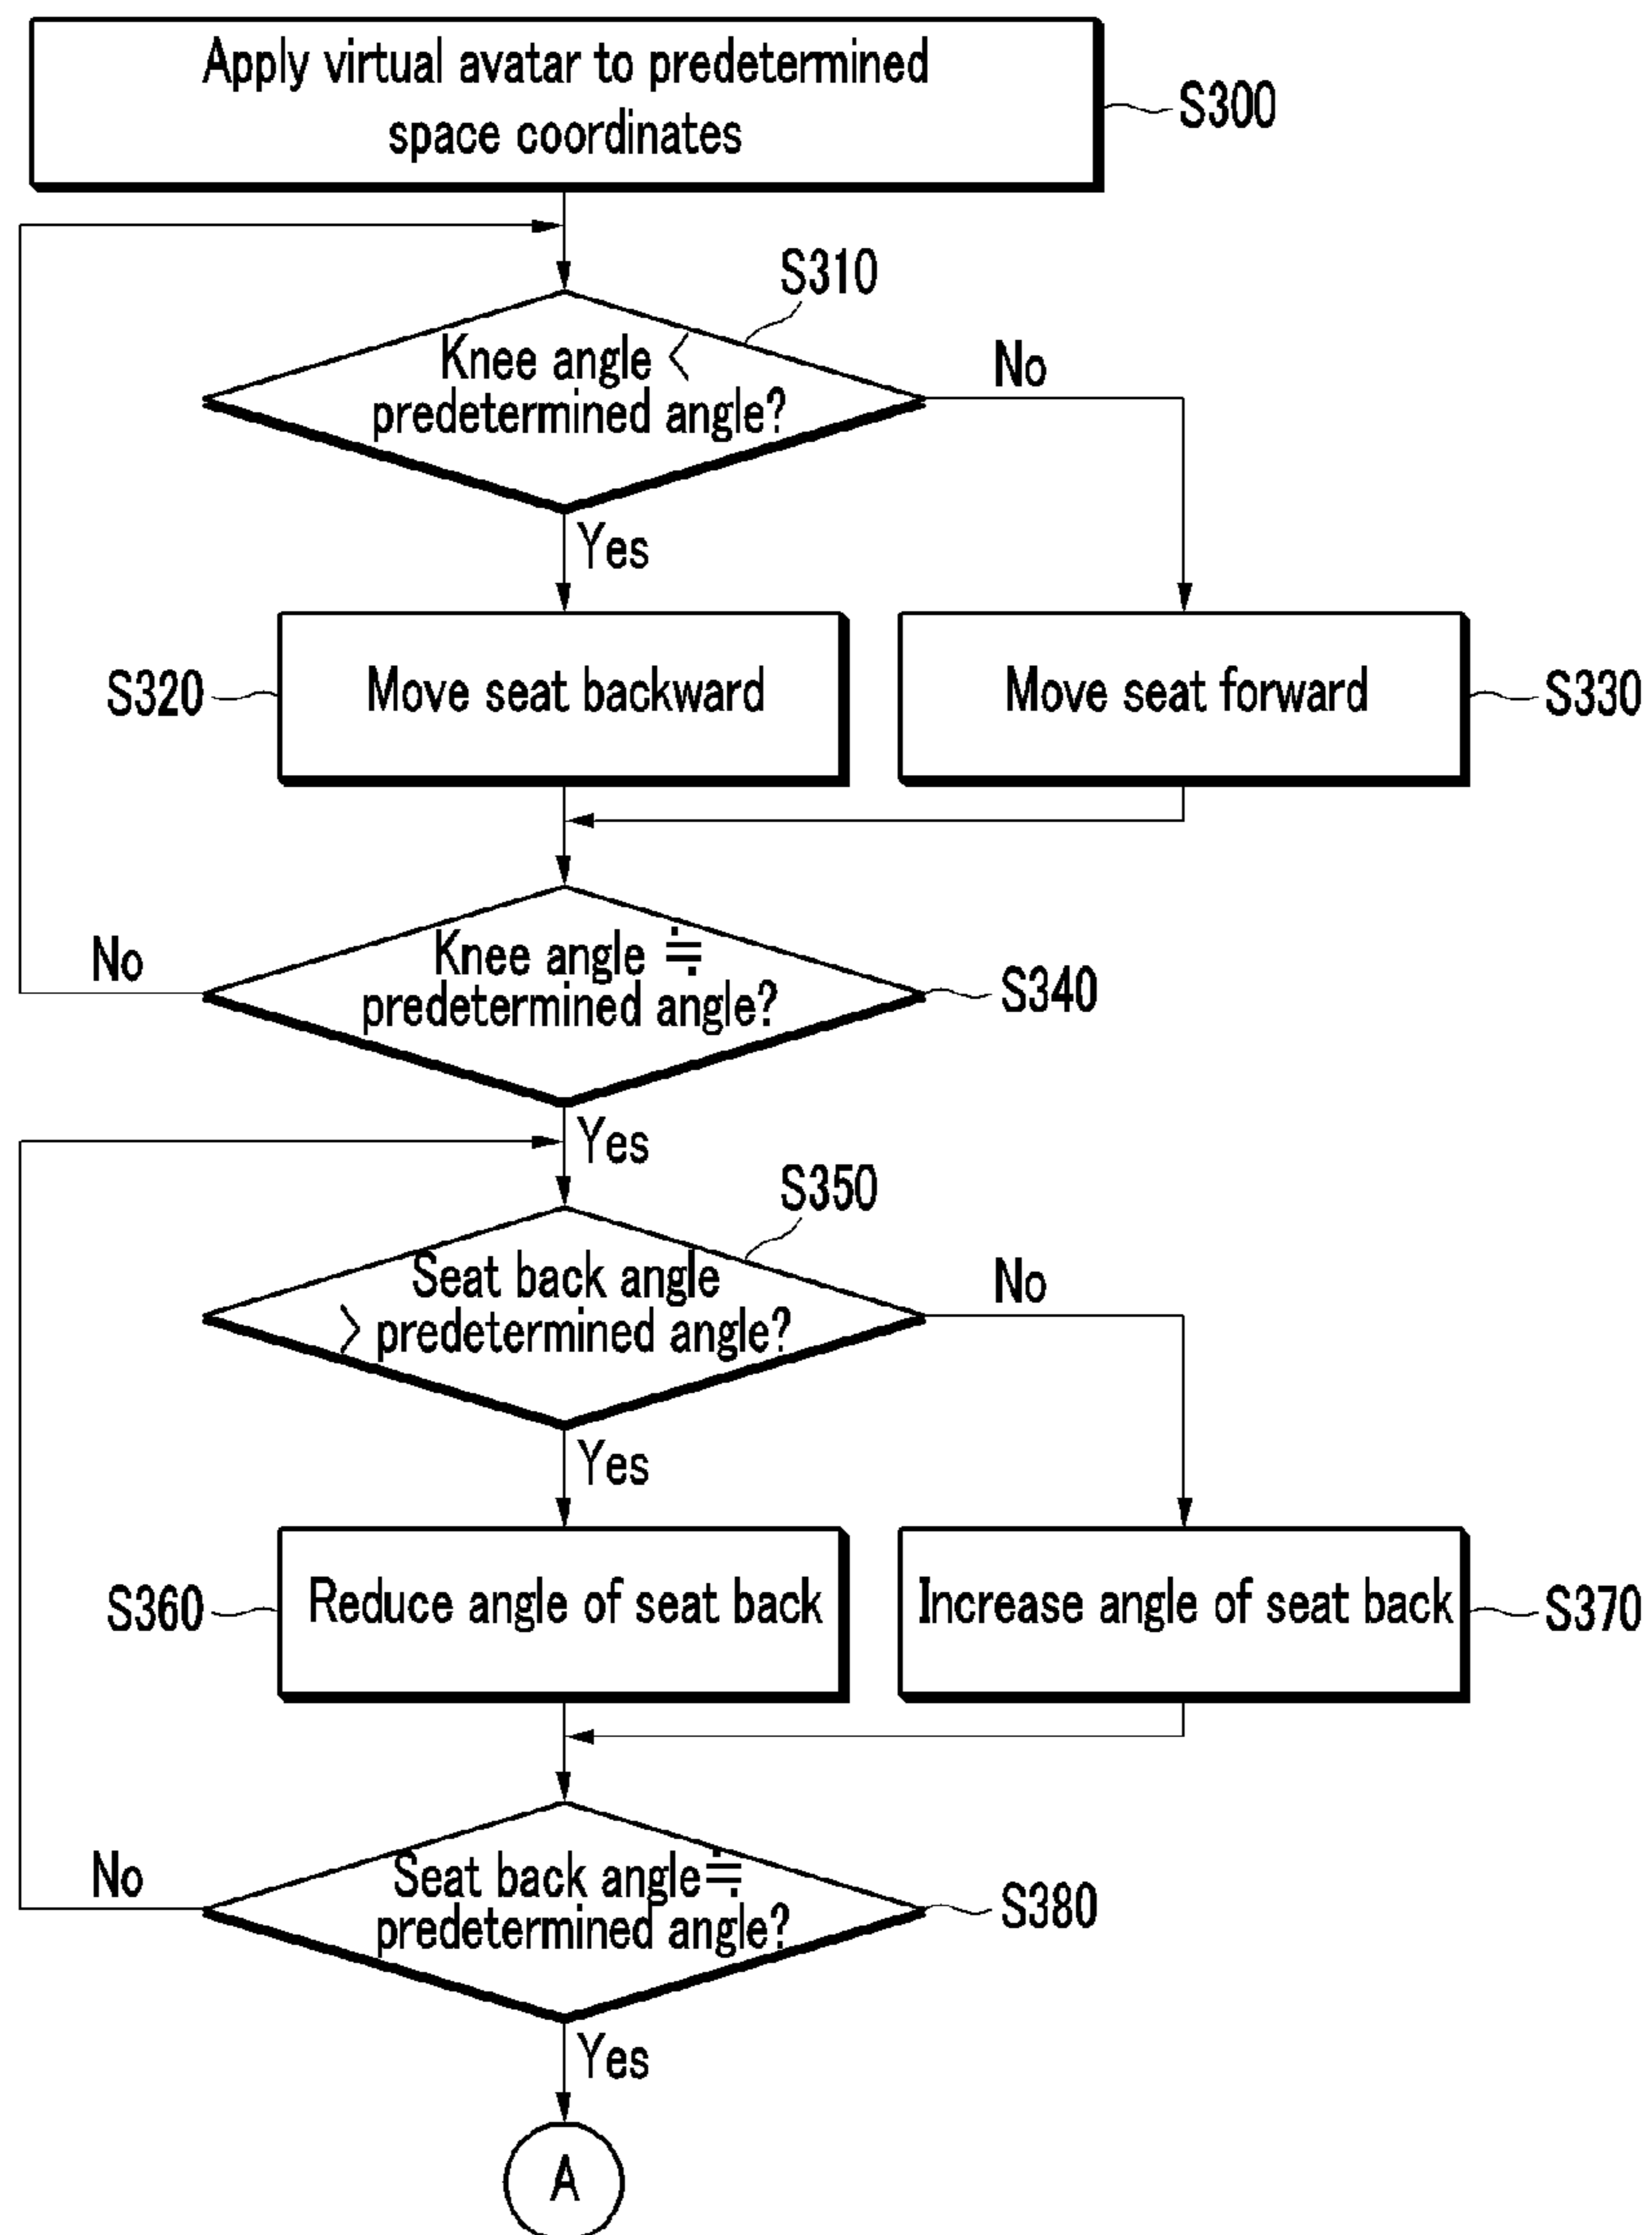 Apply virtual avatar to predetermined
space coordinates
S300
S310
Knee angle <
predetermined angle?
No
Yes
S320
Move seat backward
Move seat forward
S330
No
Knee angle ≒
predetermined angle?
S340
Yes
S350
Seat back angle
> predetermined angle?
No
Yes
S360
Reduce angle of seat back
Increase angle of seat back
S370
No
Seat back angle≒
predetermined angle?
S380
Yes
A